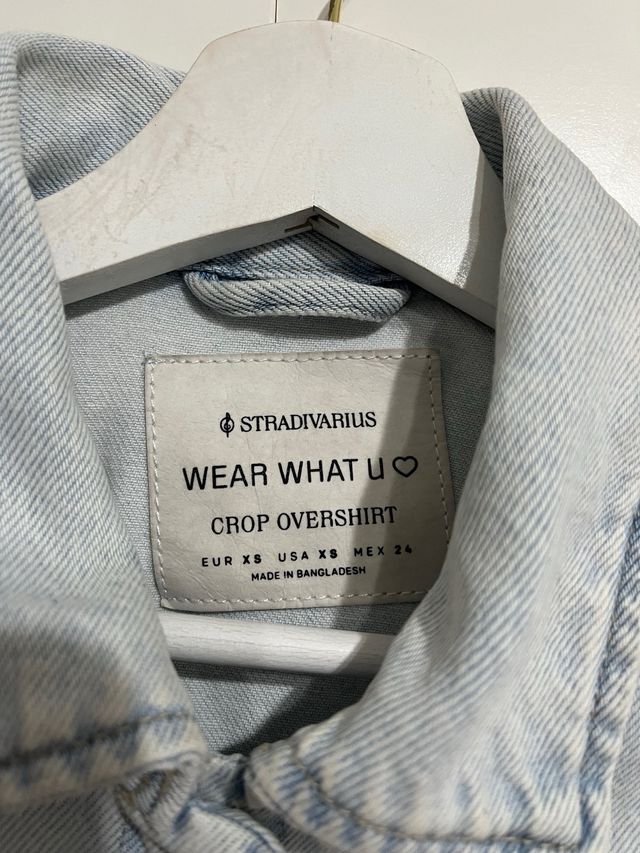 STRADIVARIUS
WEAR WHAT U ♡
CROP OVERSHIRT
EUR XS USA XS MEX 24
MADE IN BANGLADESH